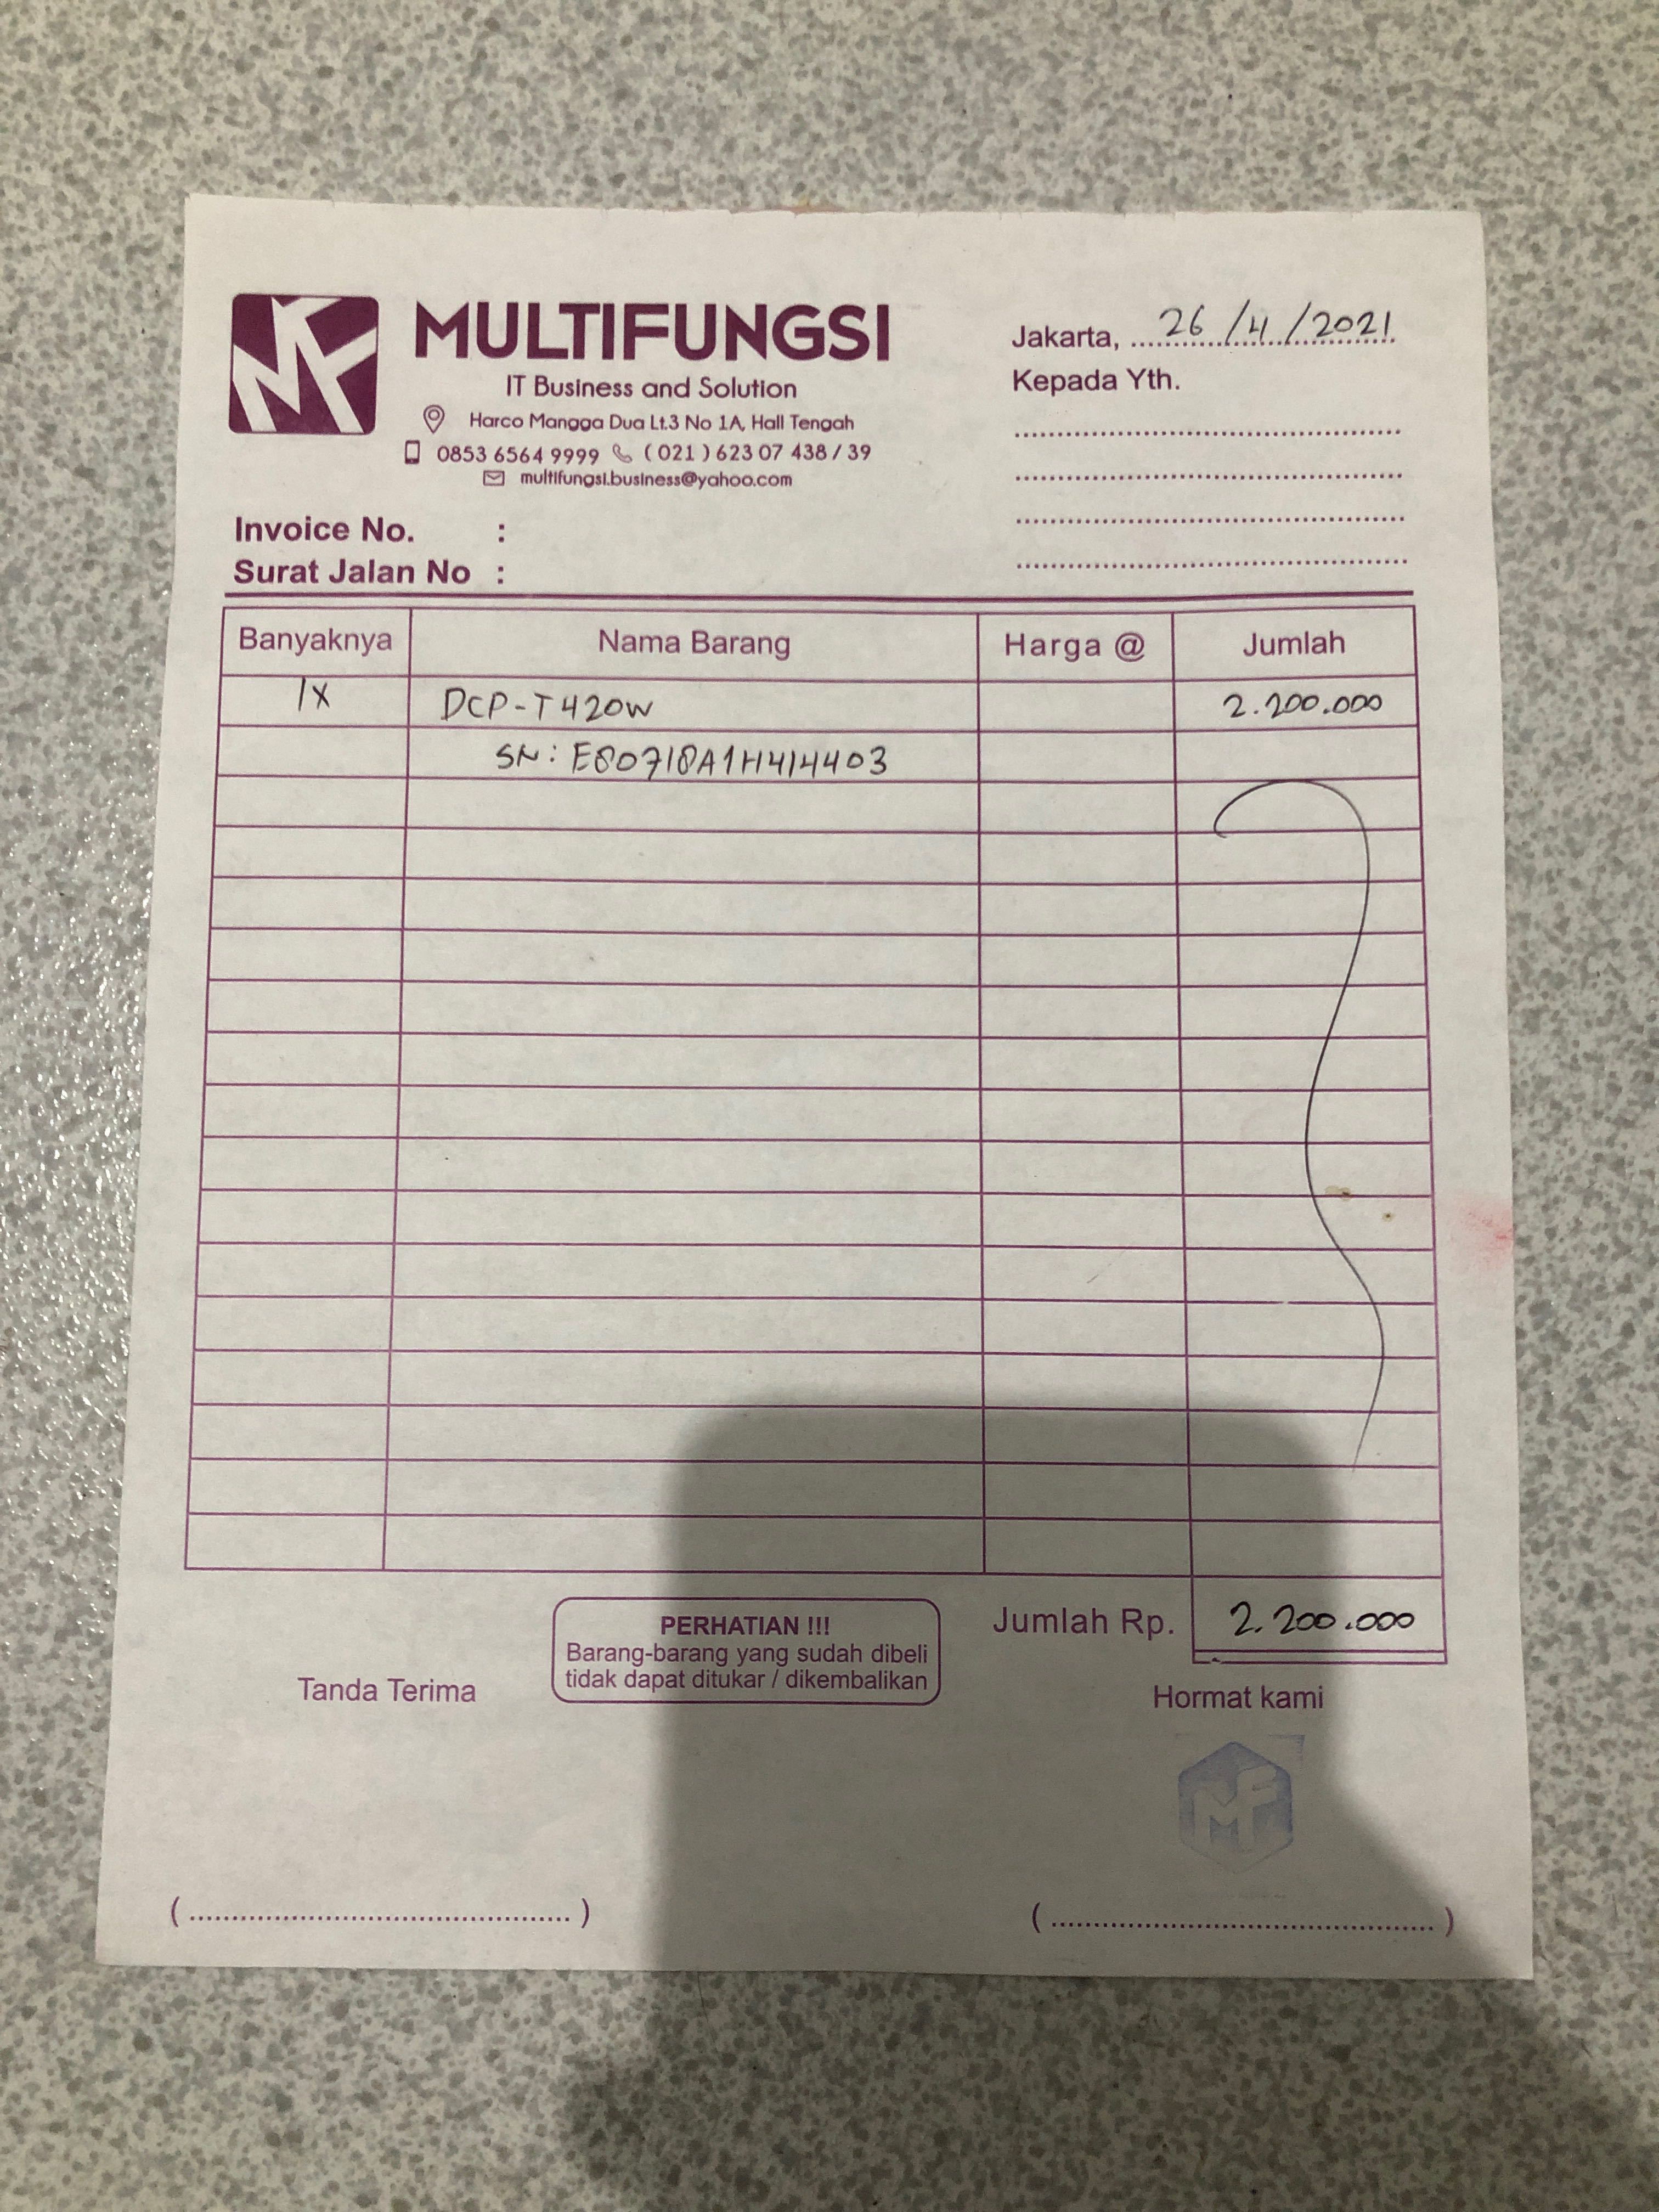 MF
MULTIFUNGSI
IT Business and Solution
Harco Mangga Dua Lt.3 No 1A, Hall Tengah
0853 6564 9999 ( 021 ) 623 07 438 / 39
multifungsi.business@yahoo.com
Jakarta, 26/4/2021
Kepada Yth.
Invoice No. :
Surat Jalan No :
Banyaknya Nama Barang Harga @ Jumlah
1X DCP-T420W 2.200.000
SN: E80718A1H414403
Jumlah Rp. 2.200.000
PERHATIAN !!!
Barang-barang yang sudah dibeli
tidak dapat ditukar / dikembalikan
Tanda Terima
Hormat kami
MF